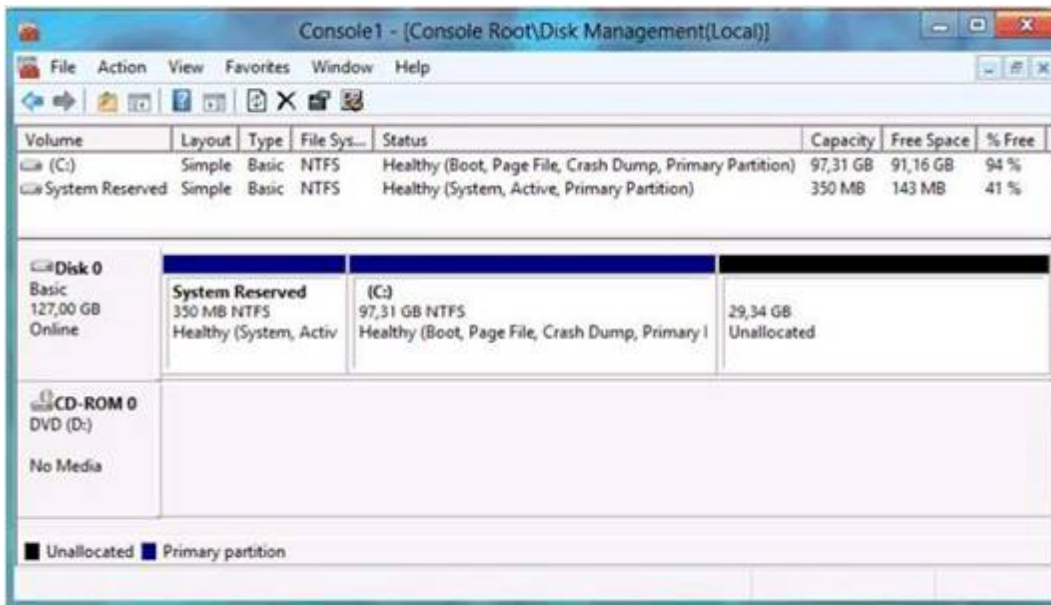 Console1 - [Console Root\Disk Management(Local)]
File Action View Favorites Window Help
Volume Layout Type File Sys... Status Capacity Free Space % Free
(C:) Simple Basic NTFS Healthy (Boot, Page File, Crash Dump, Primary Partition) 97,31 GB 91,16 GB 94 %
System Reserved Simple Basic NTFS Healthy (System, Active, Primary Partition) 350 MB 143 MB 41 %
Disk 0
Basic
127,00 GB
Online
System Reserved
350 MB NTFS
Healthy (System, Activ
(C:)
97,31 GB NTFS
Healthy (Boot, Page File, Crash Dump, Primary I
29,34 GB
Unallocated
CD-ROM 0
DVD (D:)
No Media
Unallocated Primary partition